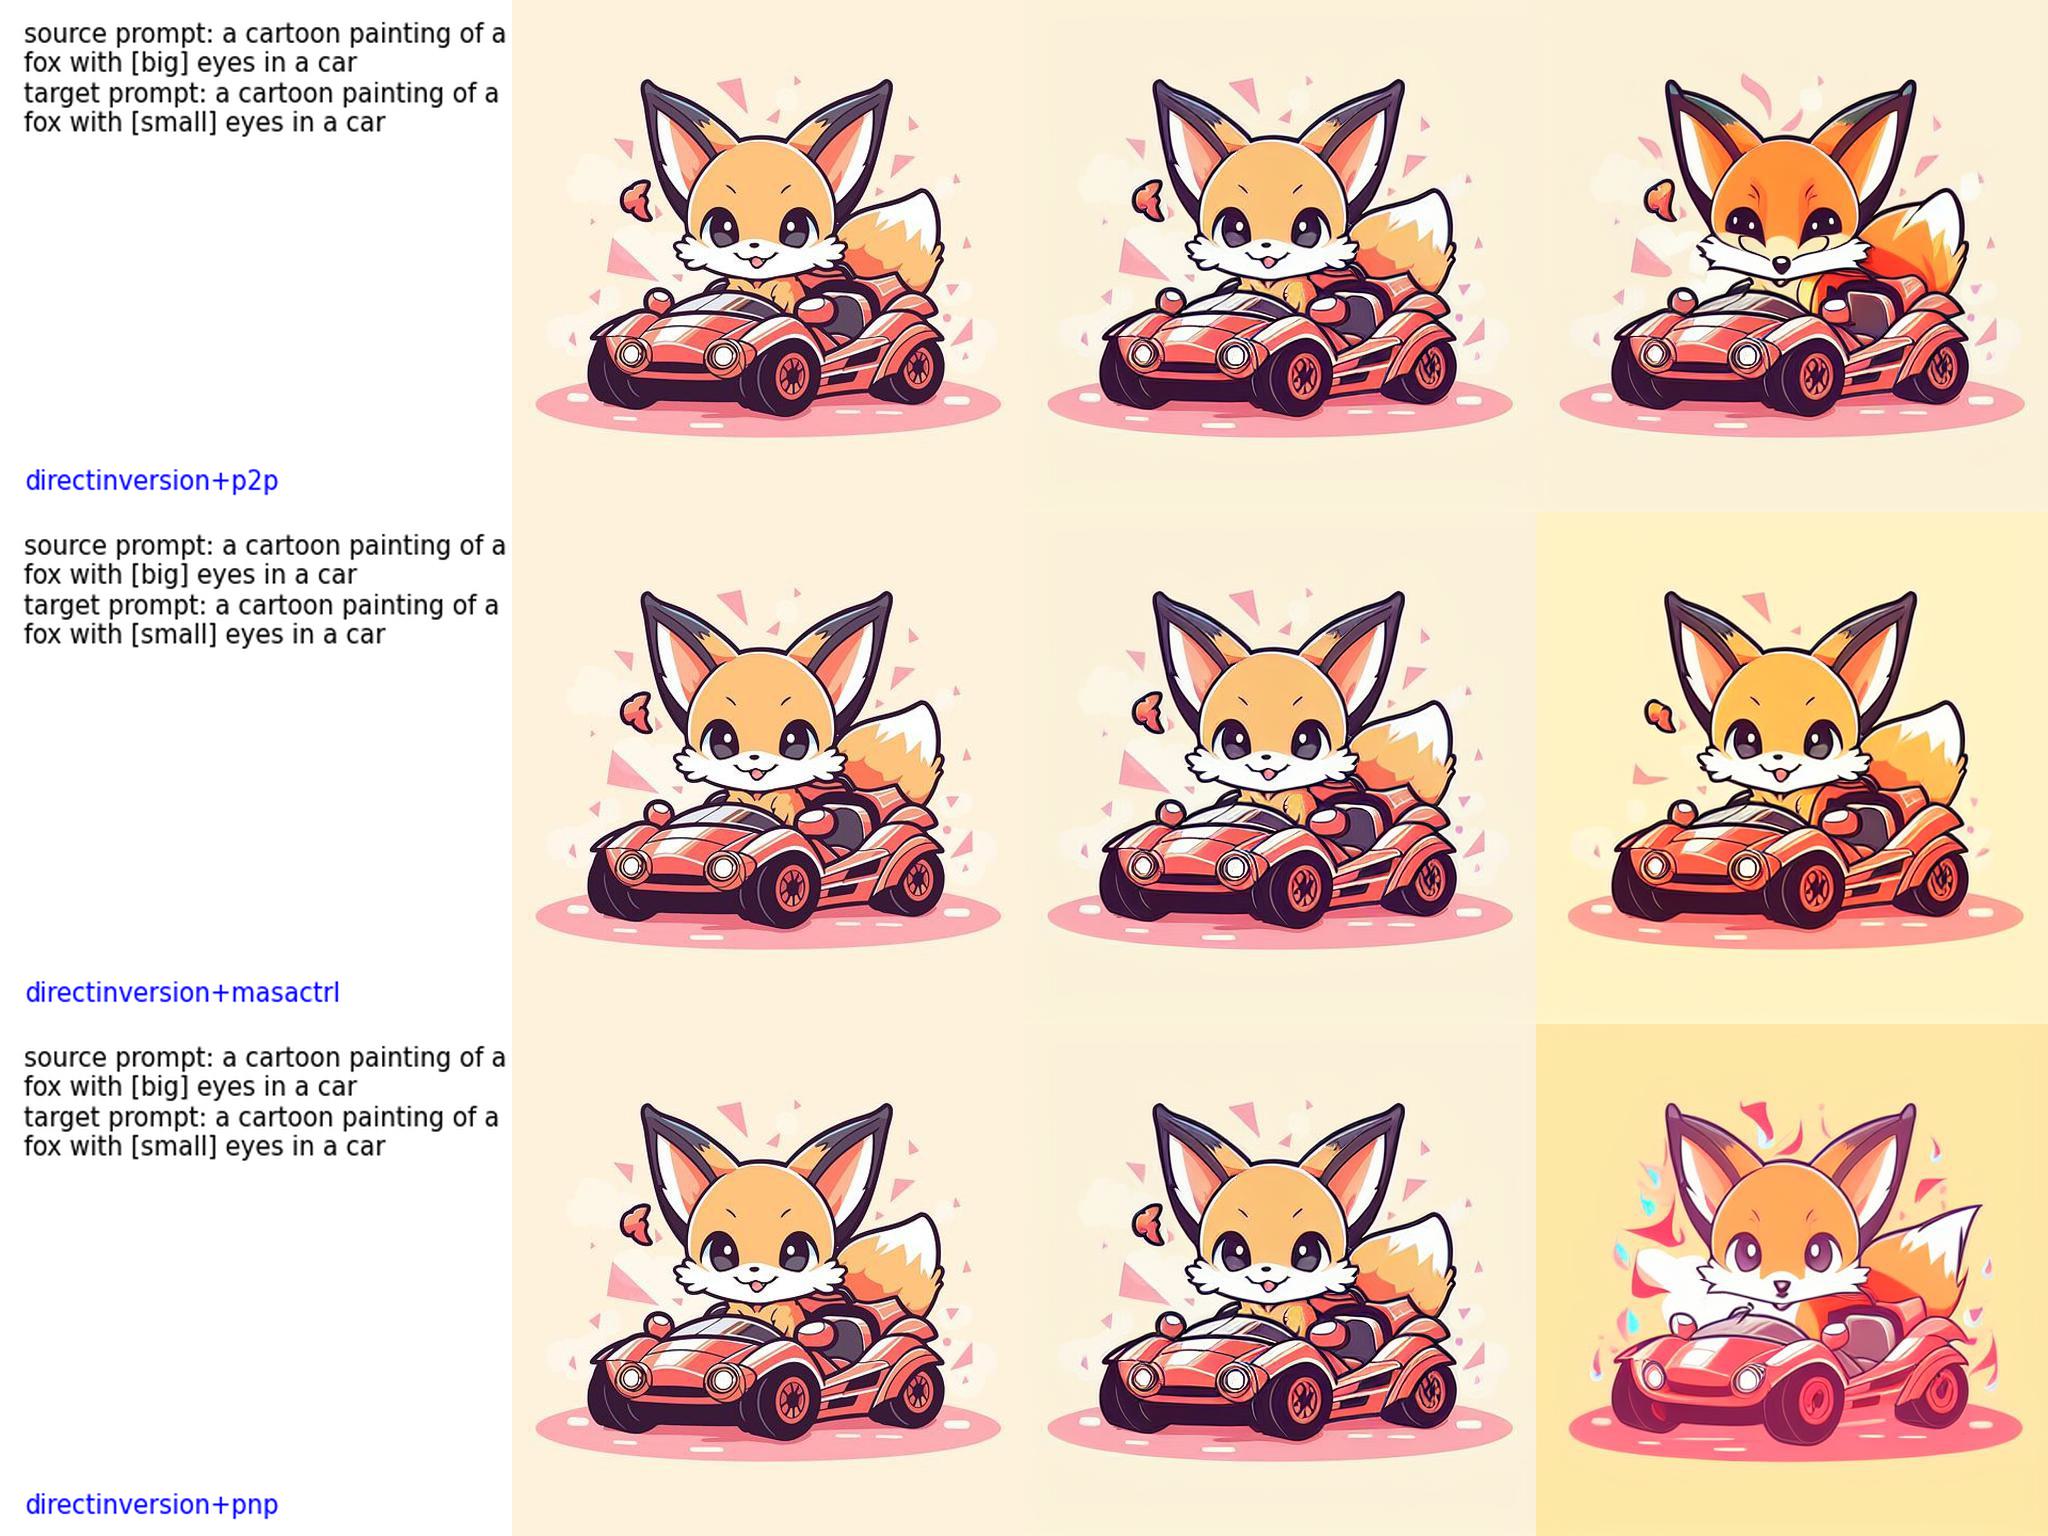 source prompt: a cartoon painting of a
fox with [big] eyes in a car
target prompt: a cartoon painting of a
fox with [small] eyes in a car
directinversion+p2p
source prompt: a cartoon painting of a
fox with [big] eyes in a car
target prompt: a cartoon painting of a
fox with [small] eyes in a car
directinversion+masactrl
source prompt: a cartoon painting of a
fox with [big] eyes in a car
target prompt: a cartoon painting of a
fox with [small] eyes in a car
directinversion+pnp